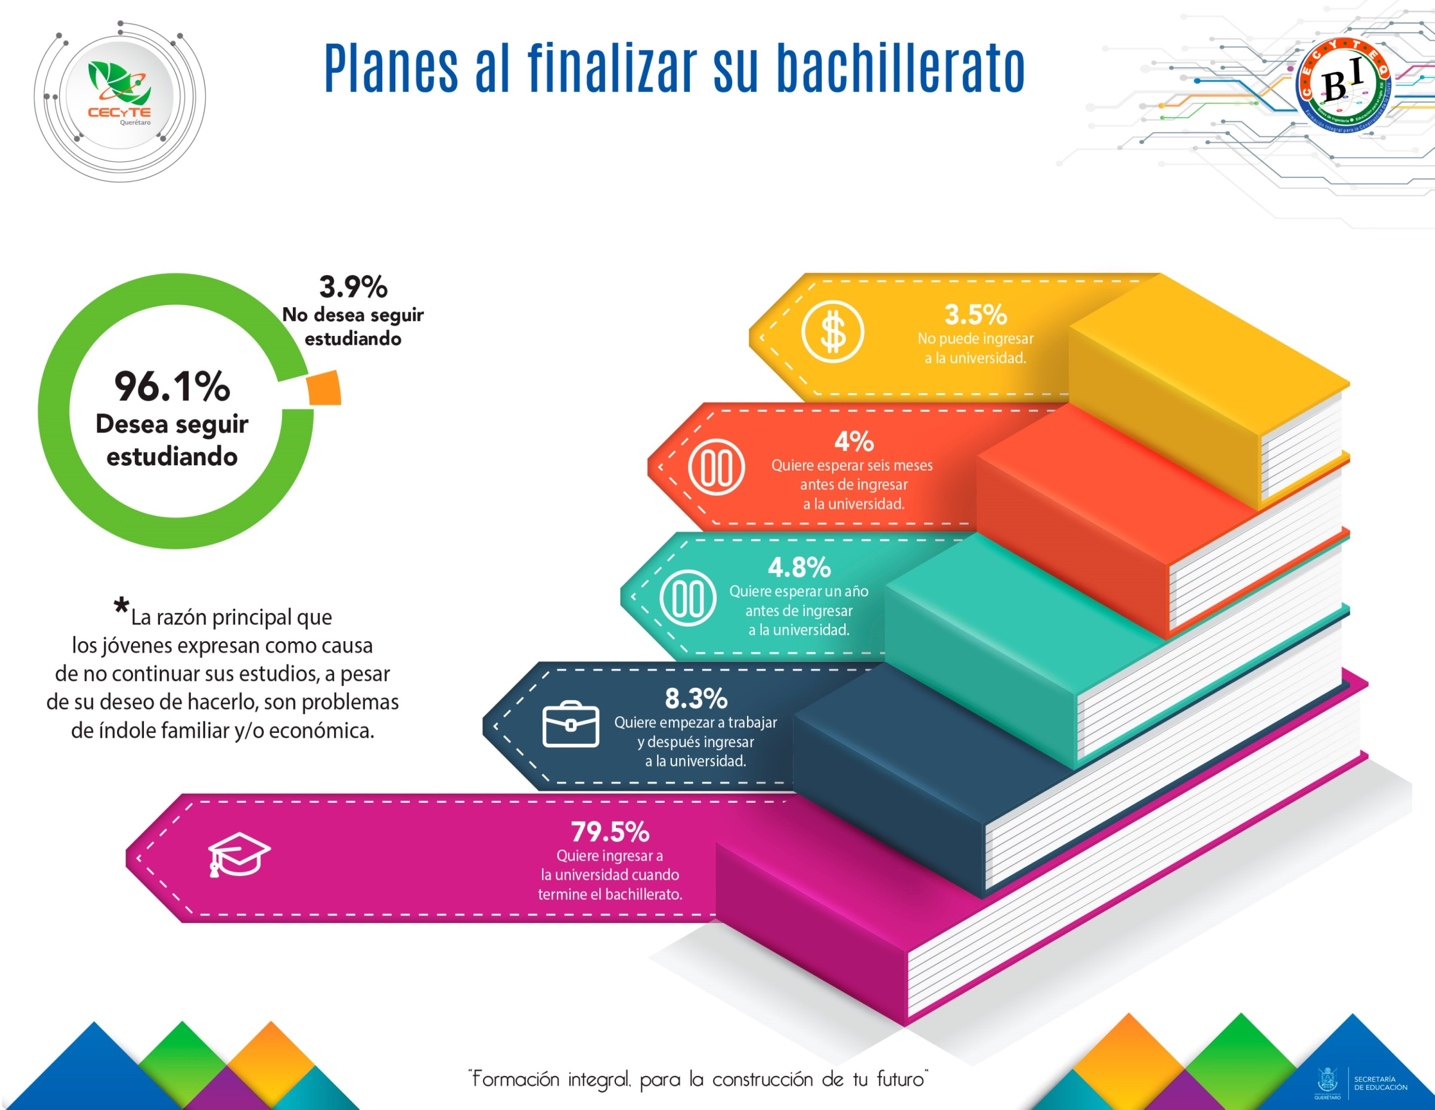 Planes al finalizar su bachillerato
CECyTE
Querétaro
CECYTEQ
BI
3.9%
No desea seguir
estudiando
96.1%
Desea seguir
estudiando
*La razón principal que
los jóvenes expresan como causa
de no continuar sus estudios, a pesar
de su deseo de hacerlo, son problemas
de índole familiar y/o económica.
$
3.5%
No puede ingresar
a la universidad.
4%
Quiere esperar seis meses
antes de ingresar
a la universidad.
4.8%
Quiere esperar un año
antes de ingresar
a la universidad.
8.3%
Quiere empezar a trabajar
y después ingresar
a la universidad.
79.5%
Quiere ingresar a
la universidad cuando
termine el bachillerato.
"Formación integral, para la construcción de tu futuro"
QUERÉTARO
SECRETARÍA
DE EDUCACIÓN